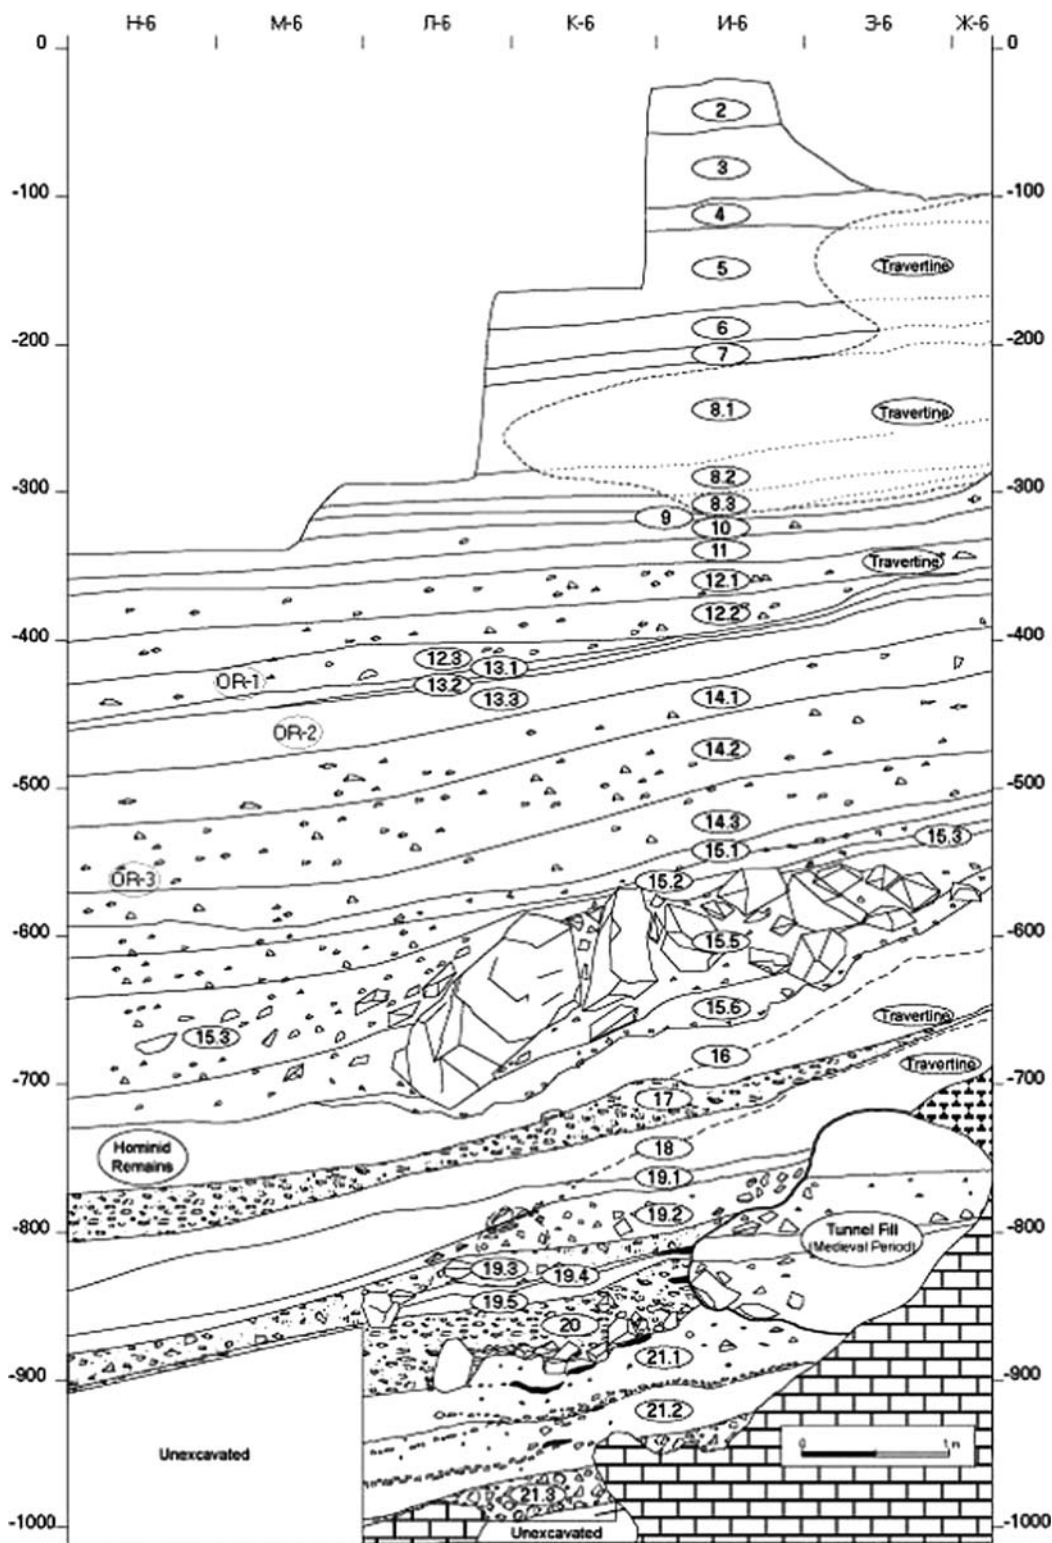 Н-6 М-6 Л-6 К-6 И-6 З-6 Ж-6
0 0
2
3
-100 -100
4
5 Travertine
6
-200 -200
7
8.1 Travertine
8.2
-300 -300
8.3
9
10
11
Travertine
12.1
12.2
-400 -400
12.3
13.1
OR-1
13.2
13.3 14.1
OR-2
14.2
-500 -500
14.3
15.3
15.1
OR-3 15.2
-600 -600
15.5
15.6 Travertine
15.3
16
Travertine
-700 -700
17
Hominid
Remains
18
19.1
19.2
-800 -800
Tunnel Fill
(Medieval Period)
19.3
19.4
19.5
20
21.1
-900 -900
21.2
0 1 m
Unexcavated
21.3
-1000 -1000
Unexcavated